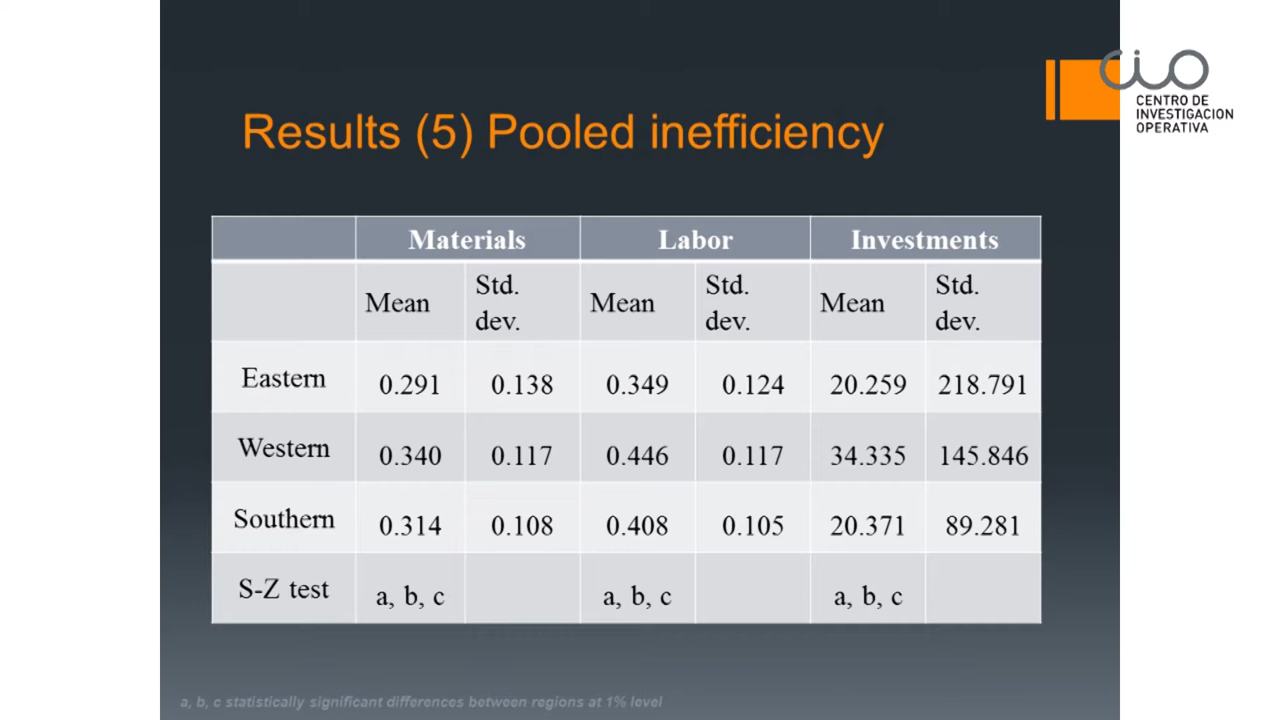 CIO
CENTRO DE
INVESTIGACION
OPERATIVA
Results (5) Pooled inefficiency
Materials Labor Investments
Mean Std. dev. Mean Std. dev. Mean Std. dev.
Eastern 0.291 0.138 0.349 0.124 20.259 218.791
Western 0.340 0.117 0.446 0.117 34.335 145.846
Southern 0.314 0.108 0.408 0.105 20.371 89.281
S-Z test a, b, c a, b, c a, b, c
a, b, c statistically significant differences between regions at 1% level